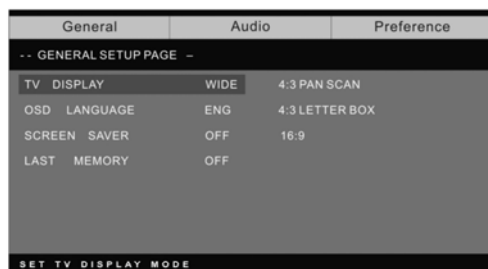 General Audio Preference
-- GENERAL SETUP PAGE –
TV DISPLAY WIDE 4:3 PAN SCAN
OSD LANGUAGE ENG 4:3 LETTER BOX
SCREEN SAVER OFF 16:9
LAST MEMORY OFF
SET TV DISPLAY MODE